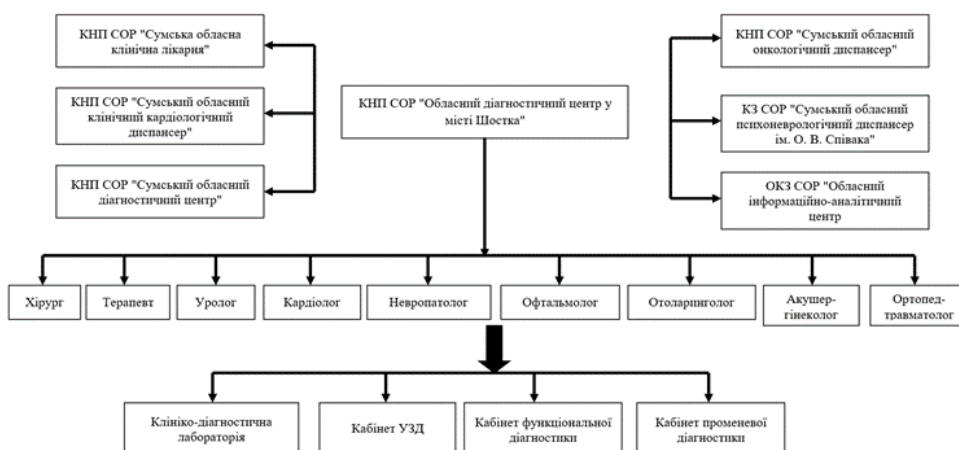 КНП СОР "Сумська обласна
клінічна лікарня"
КНП СОР "Сумський обласний
клінічний кардіологічний
диспансер"
КНП СОР "Сумський обласний
діагностичний центр"
КНП СОР "Обласний діагностичний центр у
місті Шостка"
КНП СОР "Сумський обласний
онкологічний диспансер"
КЗ СОР "Сумський обласний
психоневрологічний диспансер
ім. О. В. Співака"
ОКЗ СОР "Обласний
інформаційно-аналітичний
центр
Хірург
Терапевт
Уролог
Кардіолог
Невропатолог
Офтальмолог
Отоларинголог
Акушер-
гінеколог
Ортопед-
травматолог
Клініко-діагностична
лабораторія
Кабінет УЗД
Кабінет функціональної
діагностики
Кабінет променевої
діагностики